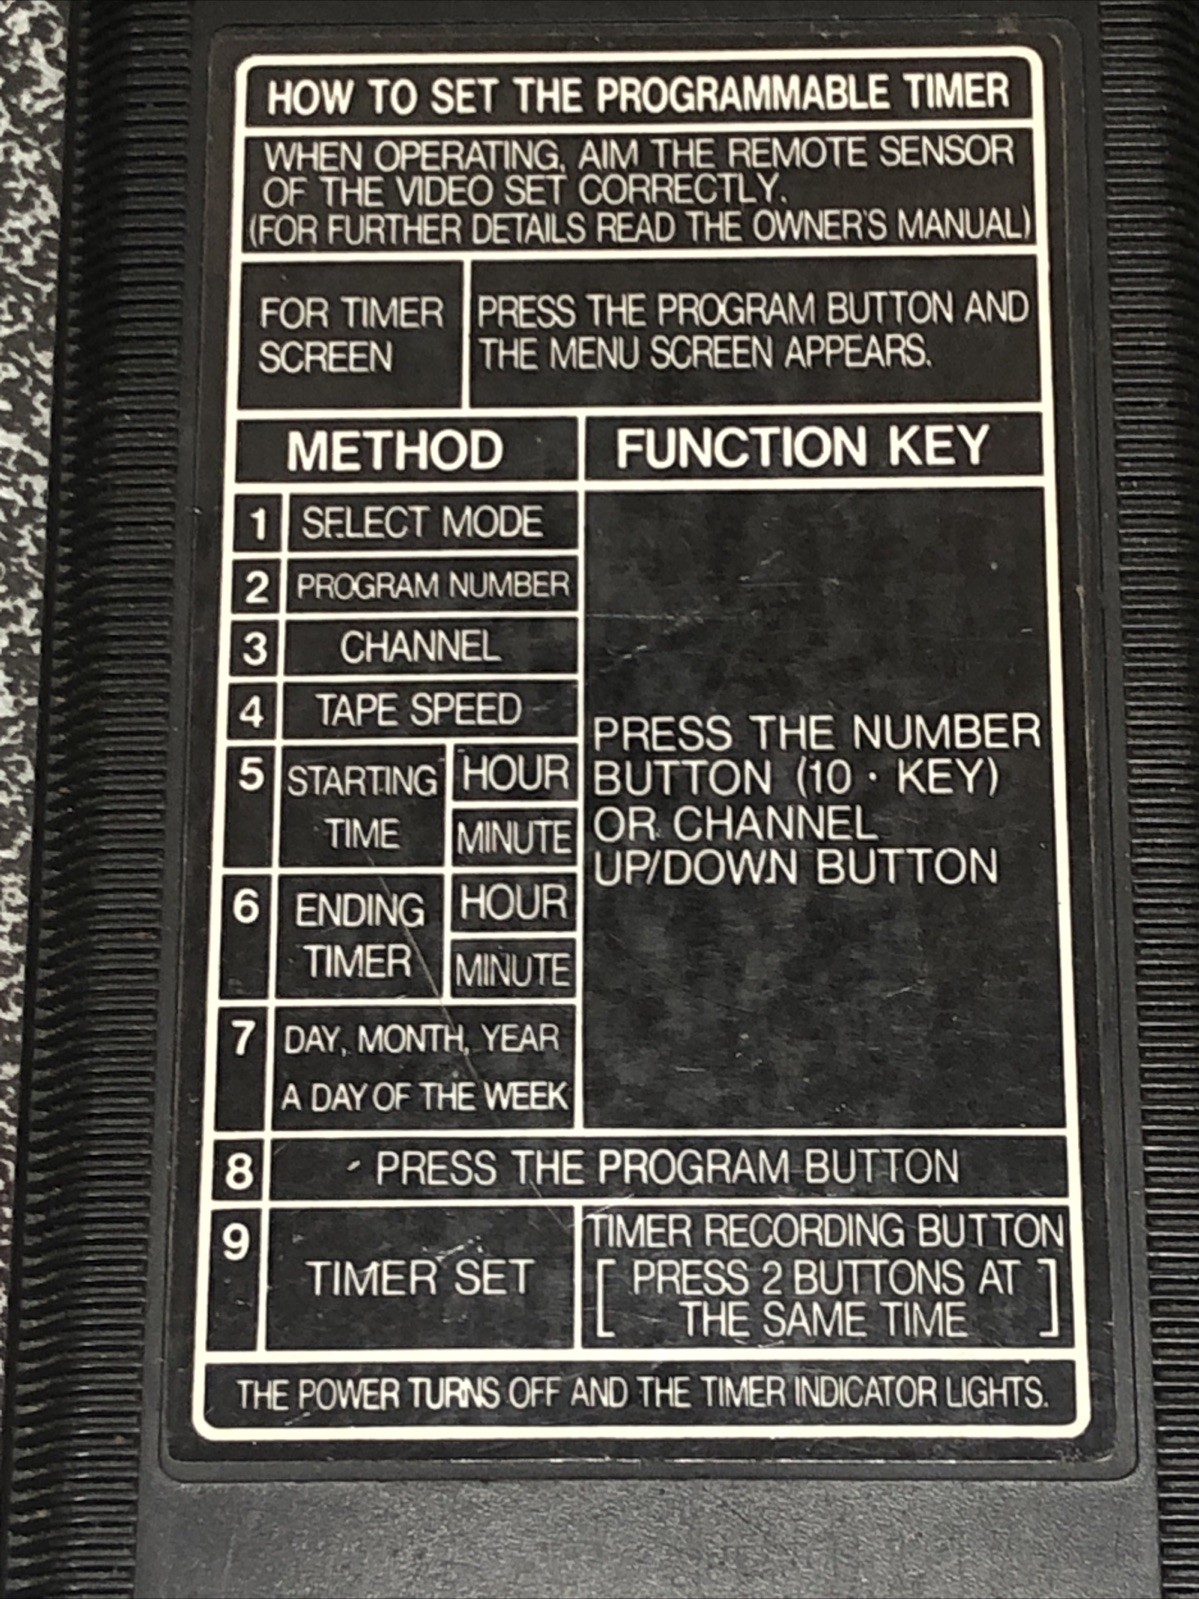 HOW TO SET THE PROGRAMMABLE TIMER
WHEN OPERATING, AIM THE REMOTE SENSOR
OF THE VIDEO SET CORRECTLY.
(FOR FURTHER DETAILS READ THE OWNER'S MANUAL)
FOR TIMER
SCREEN
PRESS THE PROGRAM BUTTON AND
THE MENU SCREEN APPEARS.
METHOD
FUNCTION KEY
1 SELECT MODE
2 PROGRAM NUMBER
3 CHANNEL
4 TAPE SPEED
5 STARTING
TIME
HOUR
MINUTE
6 ENDING
TIMER
HOUR
MINUTE
7 DAY, MONTH, YEAR
A DAY OF THE WEEK
PRESS THE NUMBER
BUTTON (10 · KEY)
OR CHANNEL
UP/DOWN BUTTON
8 PRESS THE PROGRAM BUTTON
9 TIMER SET
TIMER RECORDING BUTTON
[ PRESS 2 BUTTONS AT
THE SAME TIME ]
THE POWER TURNS OFF AND THE TIMER INDICATOR LIGHTS.